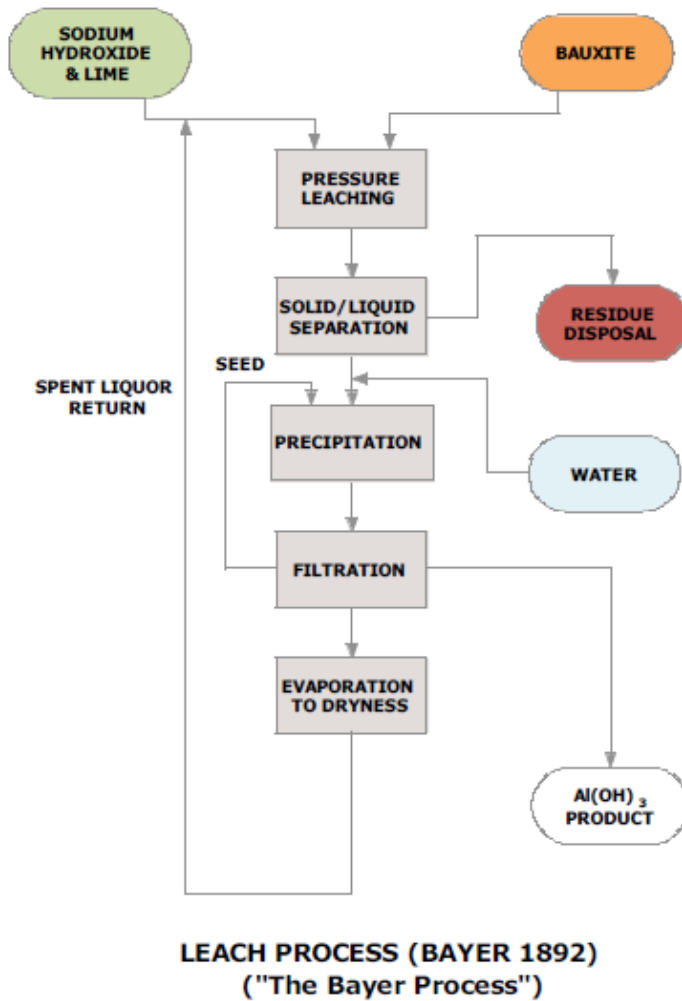 SODIUM
HYDROXIDE
& LIME
BAUXITE
PRESSURE
LEACHING
SOLID/LIQUID
SEPARATION
RESIDUE
DISPOSAL
SEED
SPENT LIQUOR
RETURN
PRECIPITATION
WATER
FILTRATION
EVAPORATION
TO DRYNESS
Al(OH) 3
PRODUCT
LEACH PROCESS (BAYER 1892)
("The Bayer Process")